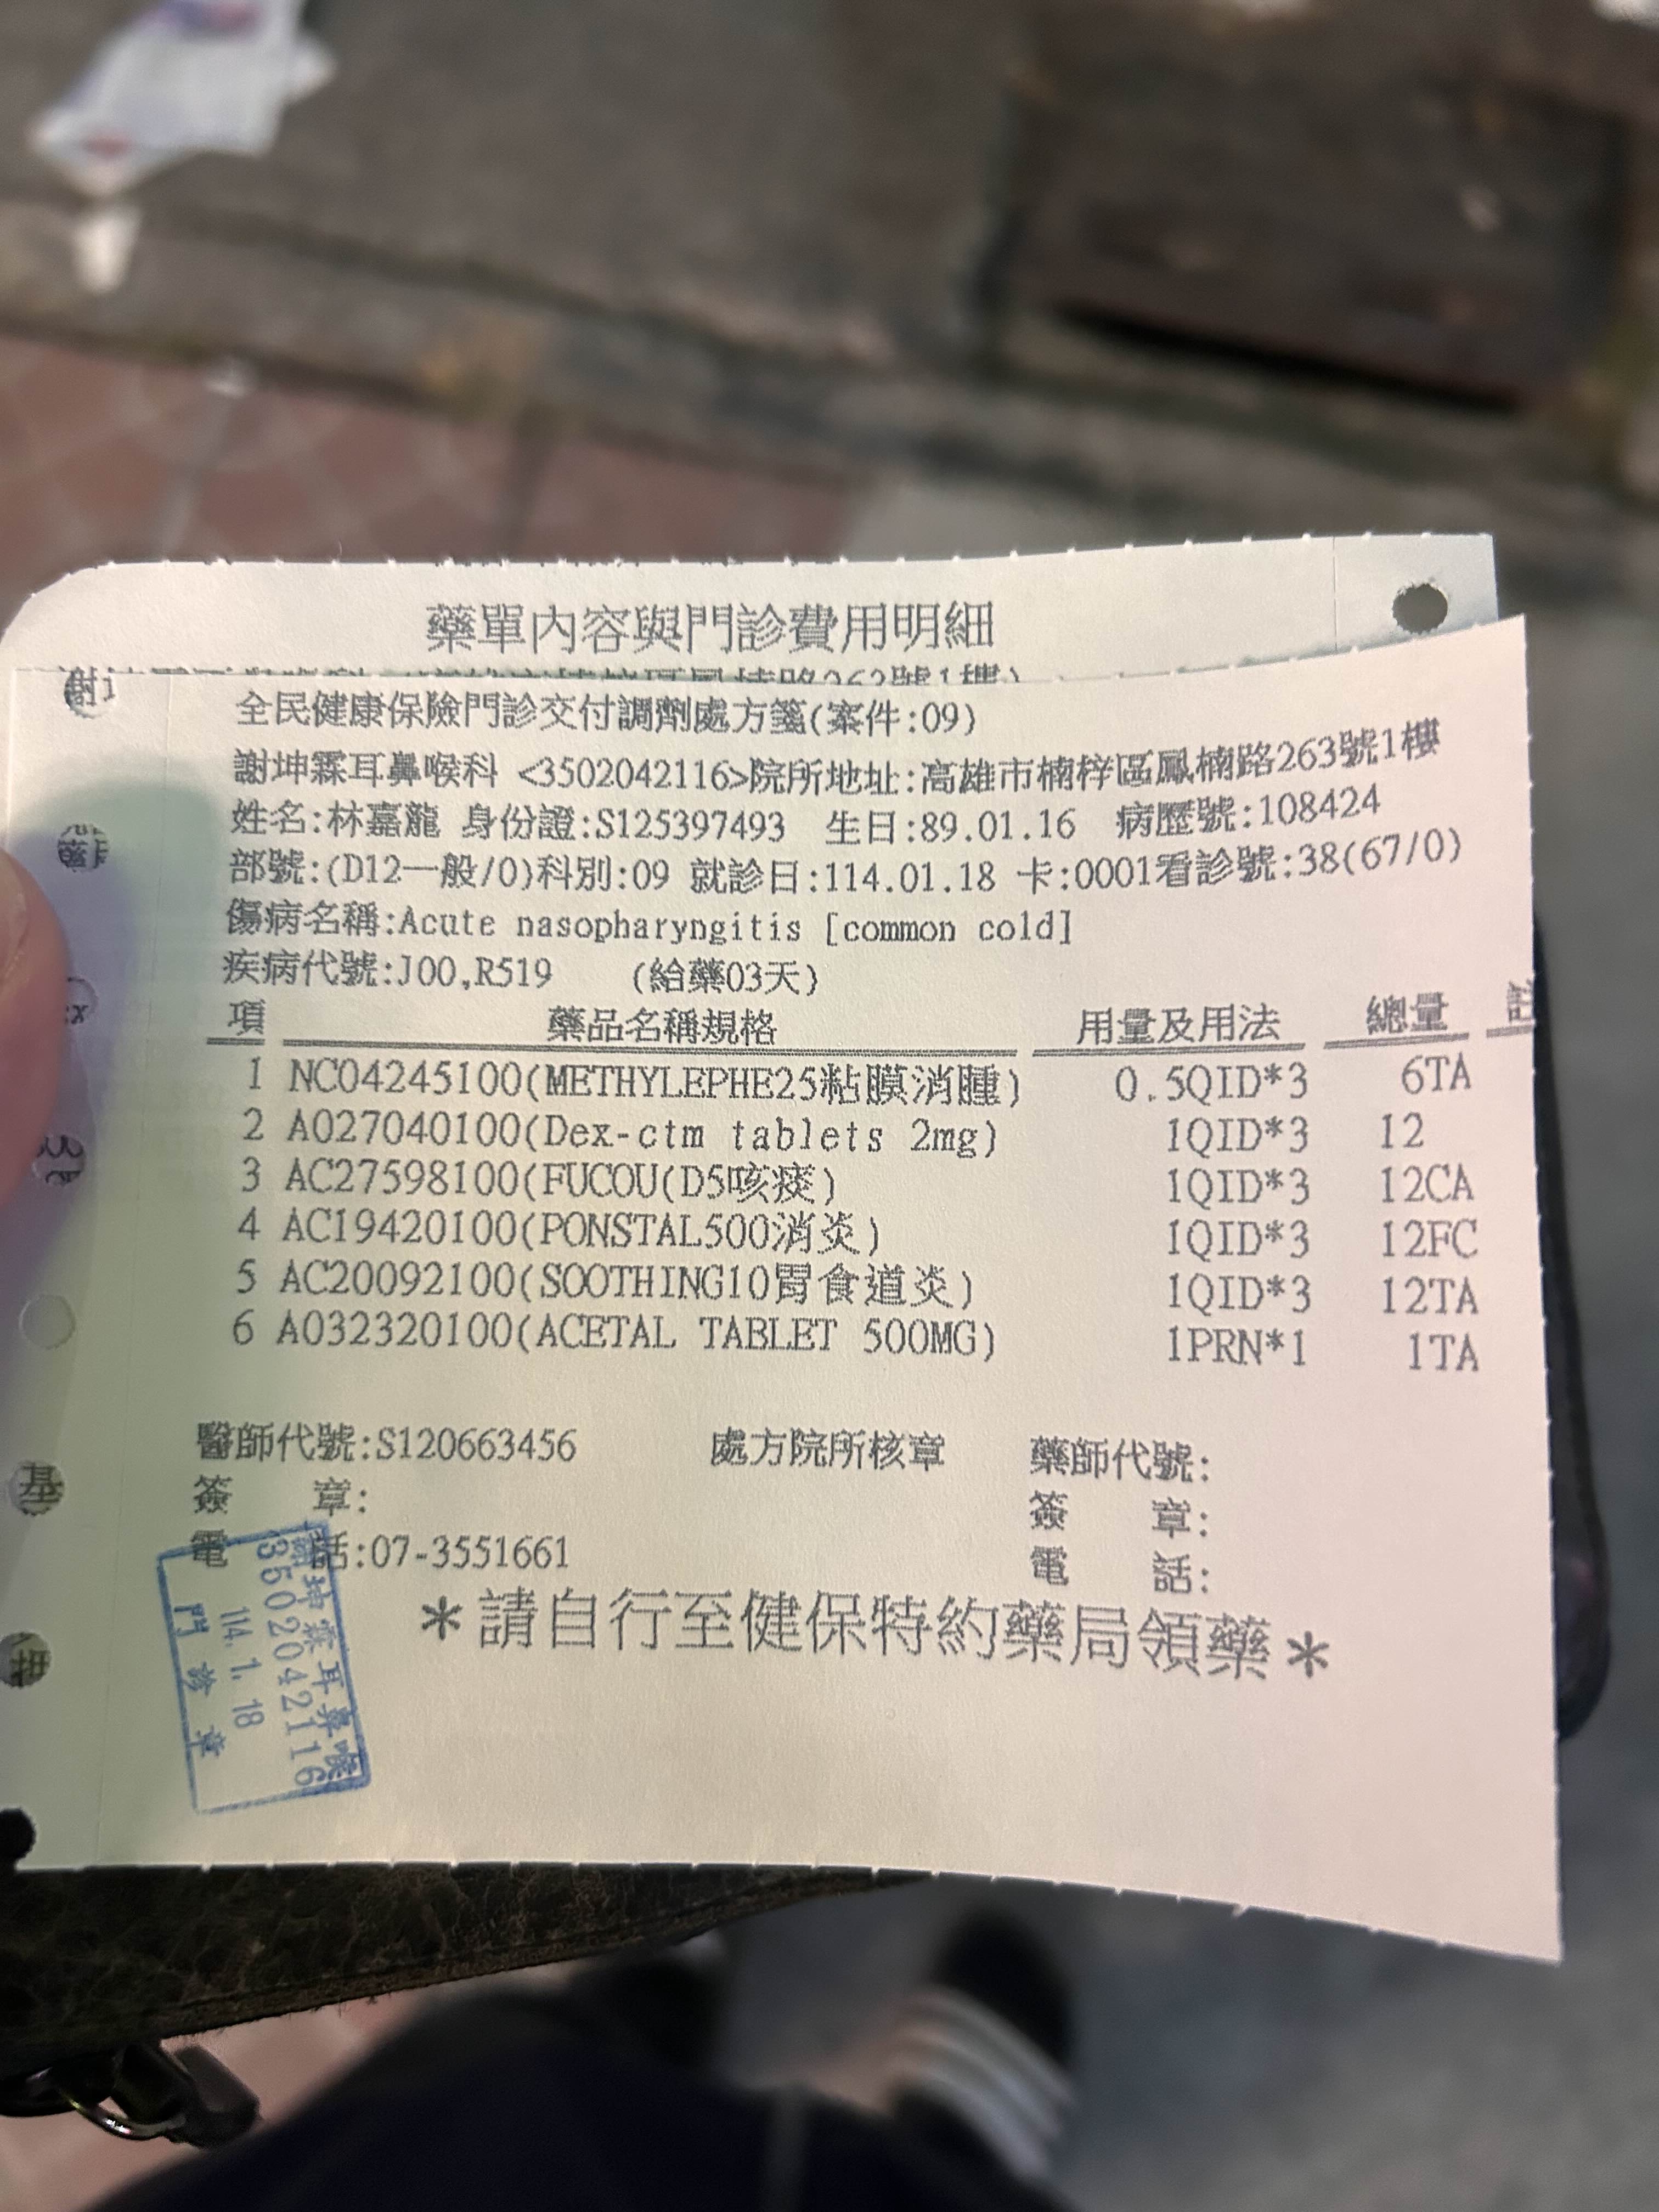 藥單內容與門診費用明細
263號1樓)
全民健康保險門診交付調劑處方箋(案件:09)
謝坤霖耳鼻喉科 <3502042116>院所地址:高雄市楠梓區鳳楠路263號1樓
姓名:林嘉龍 身份證:S125397493 生日:89.01.16 病歷號:108424
部號:(D12一般/0)科別:09 就診日:114.01.18 卡:0001看診號:38(67/0)
傷病名稱:Acute nasopharyngitis [common cold]
疾病代號:J00,R519 (給藥03天)
項 藥品名稱規格 用量及用法 總量
1 NC04245100(METHYLEPHE25粘膜消腫) 0.5QID*3 6TA
2 A027040100(Dex-ctm tablets 2mg) 1QID*3 12
3 AC27598100(FUCOU(D5咳痰) 1QID*3 12CA
4 AC19420100(PONSTAL500消炎) 1QID*3 12FC
5 AC20092100(SOOTHING10胃食道炎) 1QID*3 12TA
6 A032320100(ACETAL TABLET 500MG) 1PRN*1 1TA
醫師代號:S120663456 處方院所核章 藥師代號:
簽 章: 簽 章:
電 話:07-3551661 電 話:
*請自行至健保特約藥局領藥*
謝坤霖耳鼻喉
3502042116
114. 1. 18
門 診 章
基